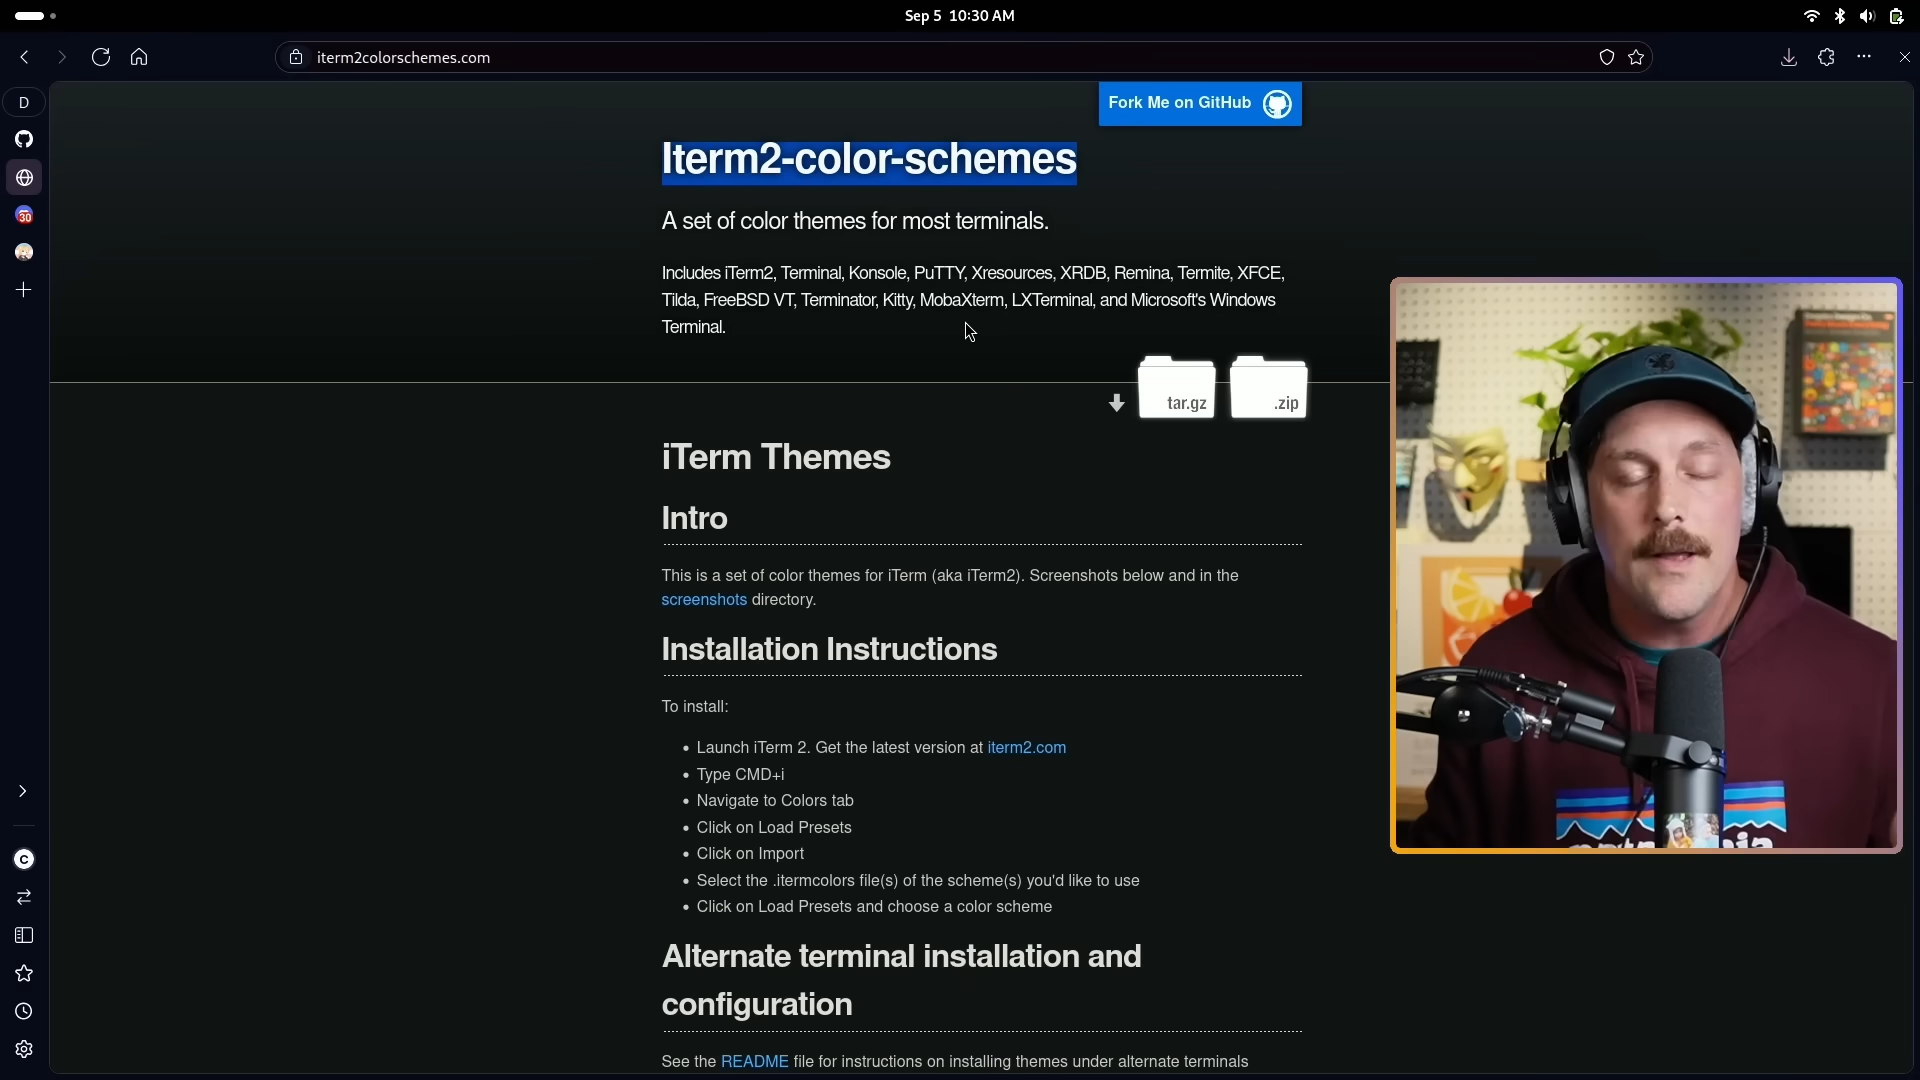 Sep 5 10:30 AM
iterm2colorschemes.com
D
30
C
Fork Me on GitHub
Iterm2-color-schemes
A set of color themes for most terminals.
Includes iTerm2, Terminal, Konsole, PuTTY, Xresources, XRDB, Remina, Termite, XFCE,
Tilda, FreeBSD VT, Terminator, Kitty, MobaXterm, LXTerminal, and Microsoft's Windows
Terminal.
tar.gz
.zip
iTerm Themes
Intro
This is a set of color themes for iTerm (aka iTerm2). Screenshots below and in the
screenshots directory.
Installation Instructions
To install:
• Launch iTerm 2. Get the latest version at iterm2.com
• Type CMD+i
• Navigate to Colors tab
• Click on Load Presets
• Click on Import
• Select the .itermcolors file(s) of the scheme(s) you'd like to use
• Click on Load Presets and choose a color scheme
Alternate terminal installation and
configuration
See the README file for instructions on installing themes under alternate terminals